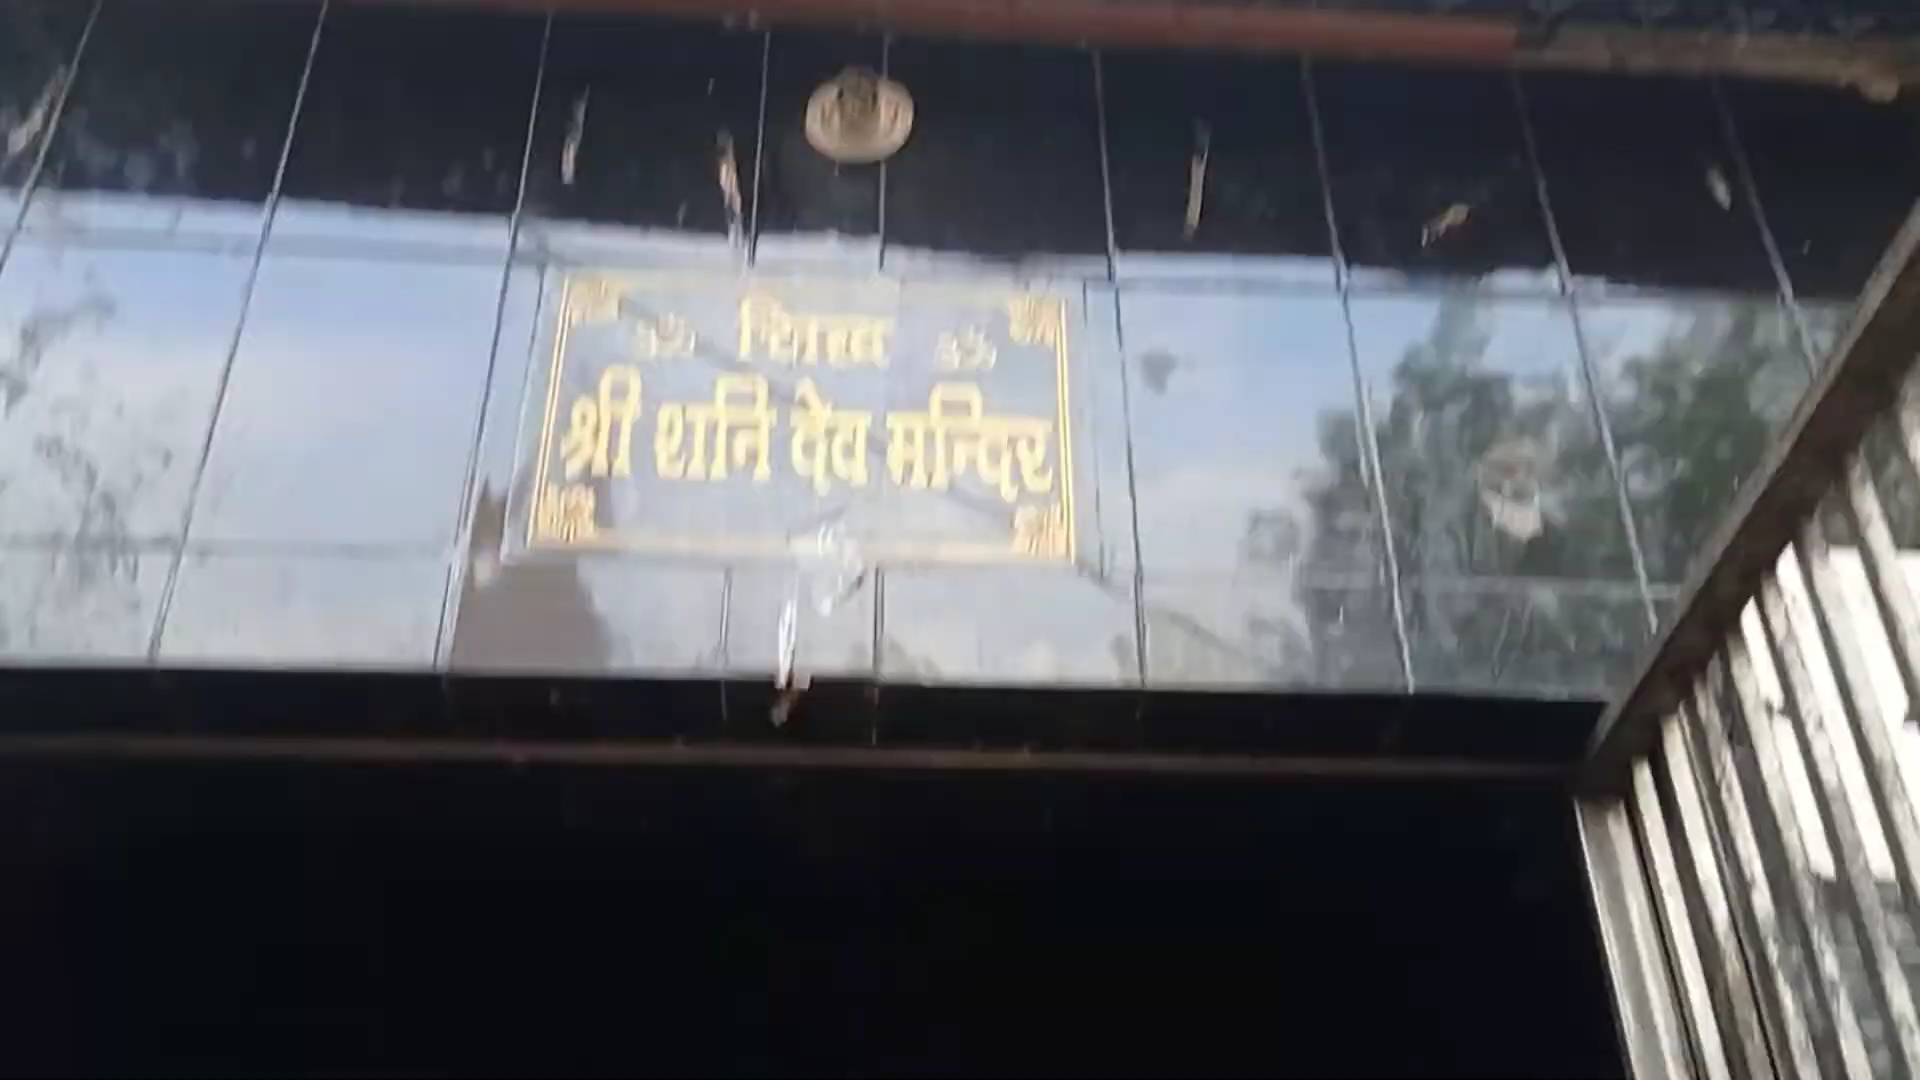 ॐ सिद्ध ॐ
श्री शनि देव मन्दिर